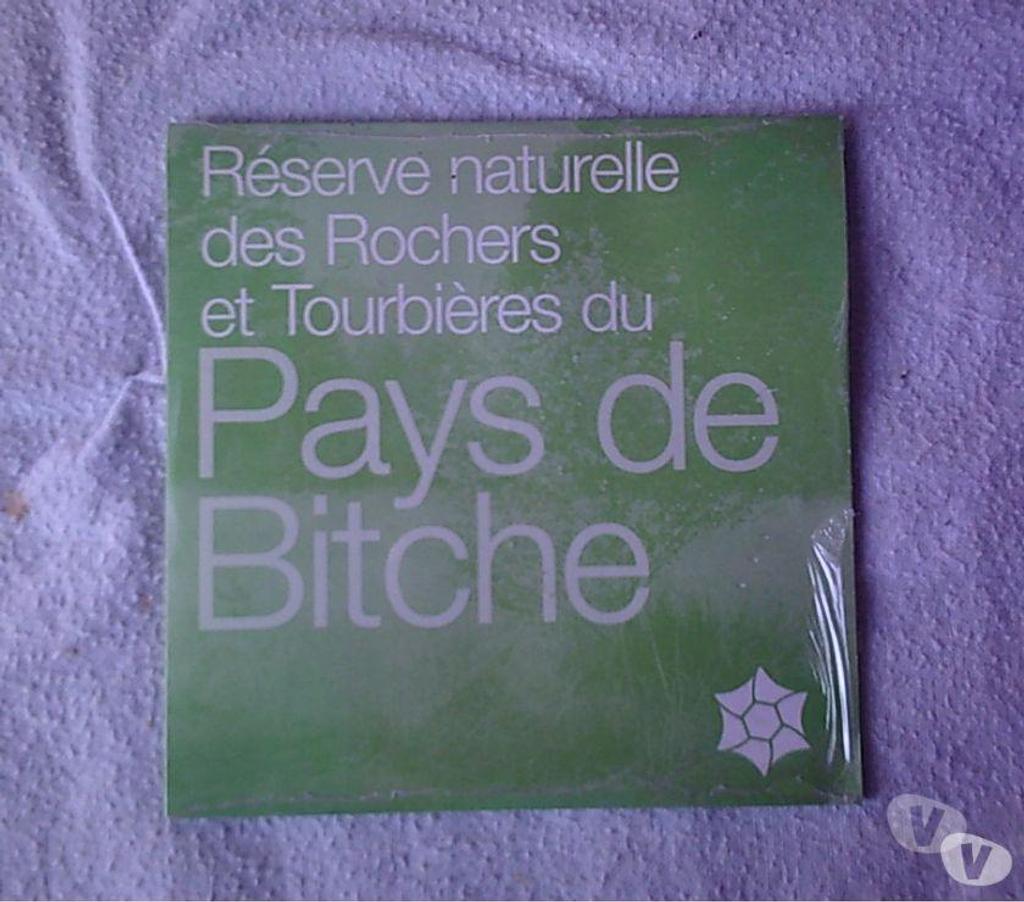 Réserve naturelle
des Rochers
et Tourbières du
Pays de
Bitche
V
V